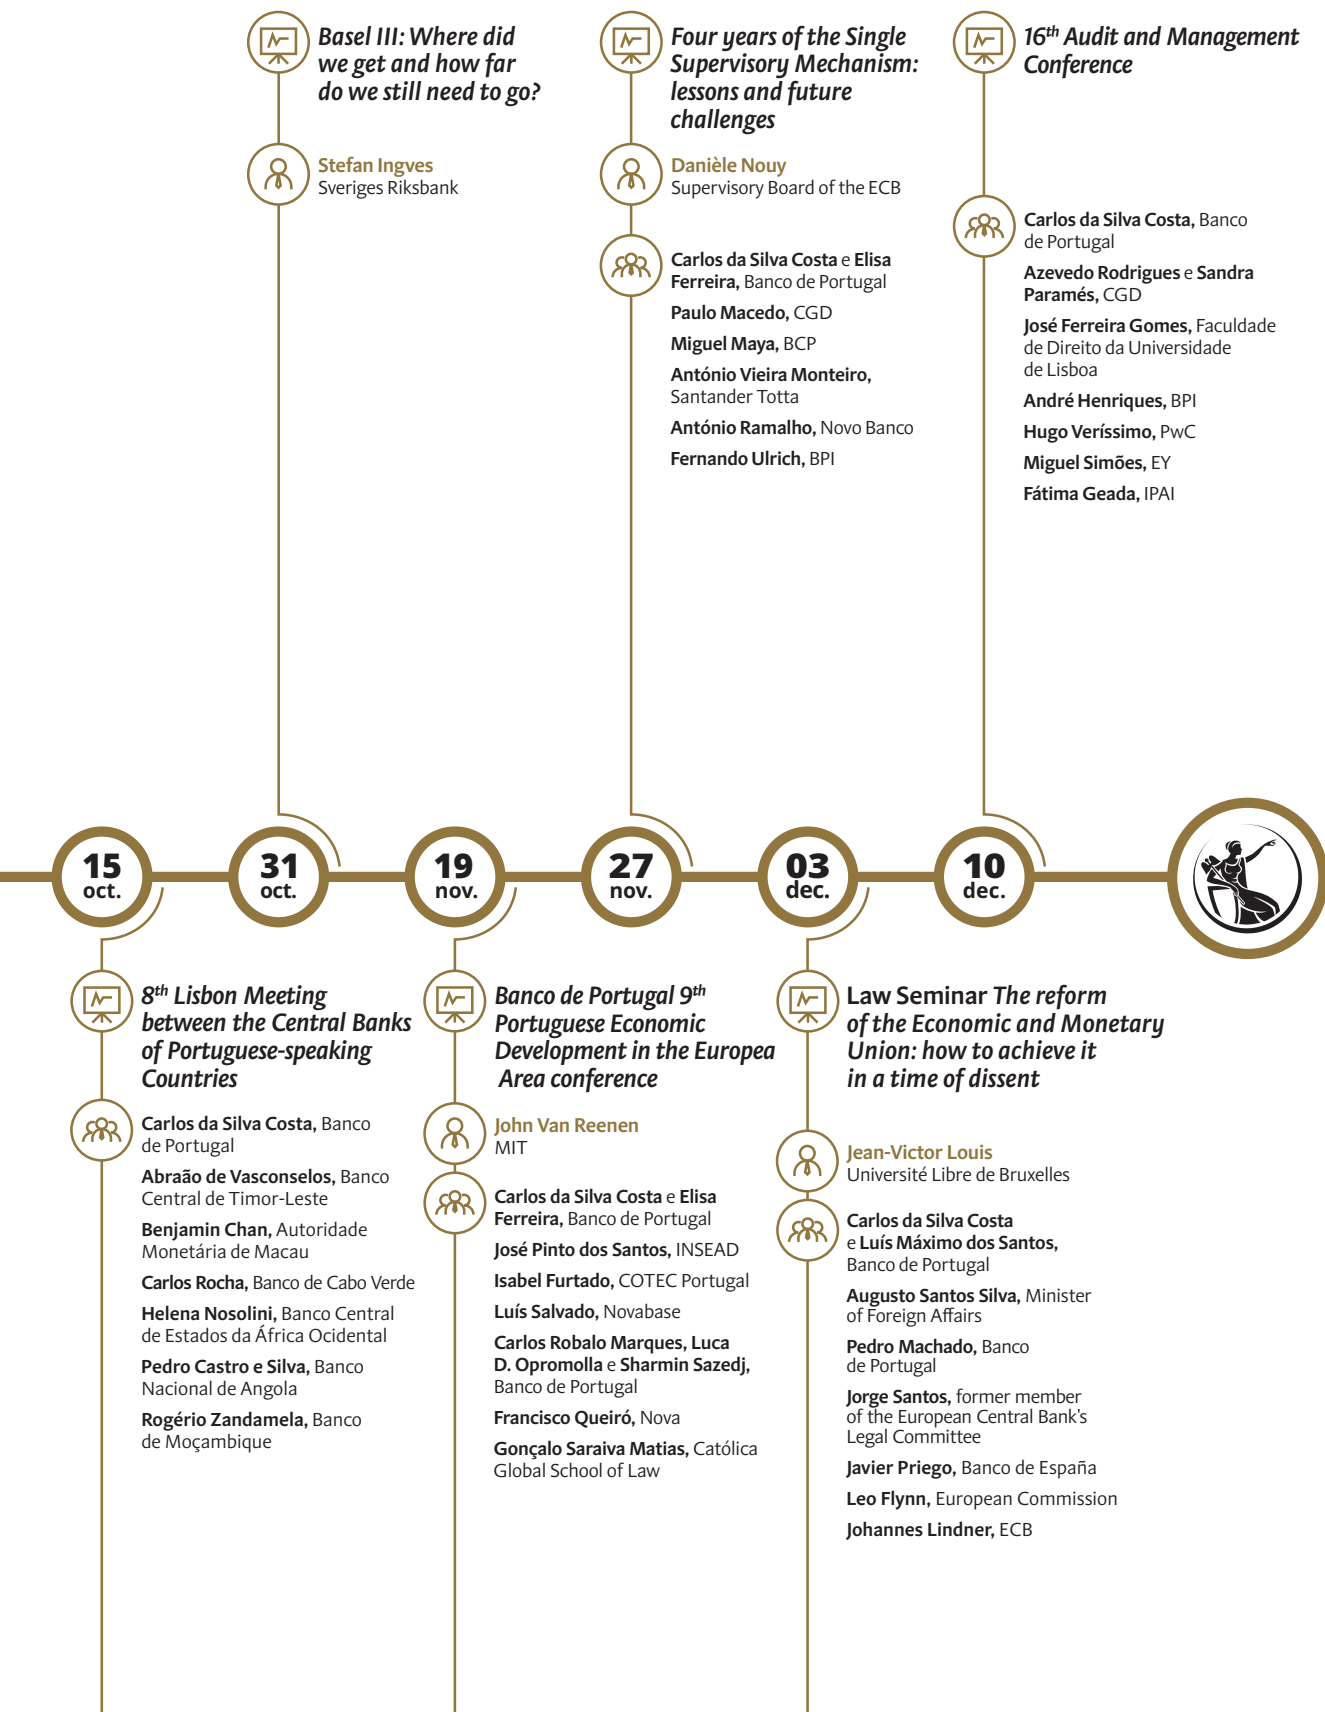 Basel III: Where did
we get and how far
do we still need to go?
Stefan Ingves
Sveriges Riksbank
Four years of the Single
Supervisory Mechanism:
lessons and future
challenges
Danièle Nouy
Supervisory Board of the ECB
Carlos da Silva Costa e Elisa
Ferreira, Banco de Portugal
Paulo Macedo, CGD
Miguel Maya, BCP
António Vieira Monteiro,
Santander Totta
António Ramalho, Novo Banco
Fernando Ulrich, BPI
16th Audit and Management
Conference
Carlos da Silva Costa, Banco
de Portugal
Azevedo Rodrigues e Sandra
Paramés, CGD
José Ferreira Gomes, Faculdade
de Direito da Universidade
de Lisboa
André Henriques, BPI
Hugo Veríssimo, PwC
Miguel Simões, EY
Fátima Geada, IPAI
15
oct.
31
oct.
19
nov.
27
nov.
03
dec.
10
dec.
8th Lisbon Meeting
between the Central Banks
of Portuguese-speaking
Countries
Carlos da Silva Costa, Banco
de Portugal
Abraão de Vasconselos, Banco
Central de Timor-Leste
Benjamin Chan, Autoridade
Monetária de Macau
Carlos Rocha, Banco de Cabo Verde
Helena Nosolini, Banco Central
de Estados da África Ocidental
Pedro Castro e Silva, Banco
Nacional de Angola
Rogério Zandamela, Banco
de Moçambique
Banco de Portugal 9th
Portuguese Economic
Development in the Europea
Area conference
John Van Reenen
MIT
Carlos da Silva Costa e Elisa
Ferreira, Banco de Portugal
José Pinto dos Santos, INSEAD
Isabel Furtado, COTEC Portugal
Luís Salvado, Novabase
Carlos Robalo Marques, Luca
D. Opromolla e Sharmin Sazedj,
Banco de Portugal
Francisco Queiró, Nova
Gonçalo Saraiva Matias, Católica
Global School of Law
Law Seminar The reform
of the Economic and Monetary
Union: how to achieve it
in a time of dissent
Jean-Victor Louis
Université Libre de Bruxelles
Carlos da Silva Costa
e Luís Máximo dos Santos,
Banco de Portugal
Augusto Santos Silva, Minister
of Foreign Affairs
Pedro Machado, Banco
de Portugal
Jorge Santos, former member
of the European Central Bank's
Legal Committee
Javier Priego, Banco de España
Leo Flynn, European Commission
Johannes Lindner, ECB